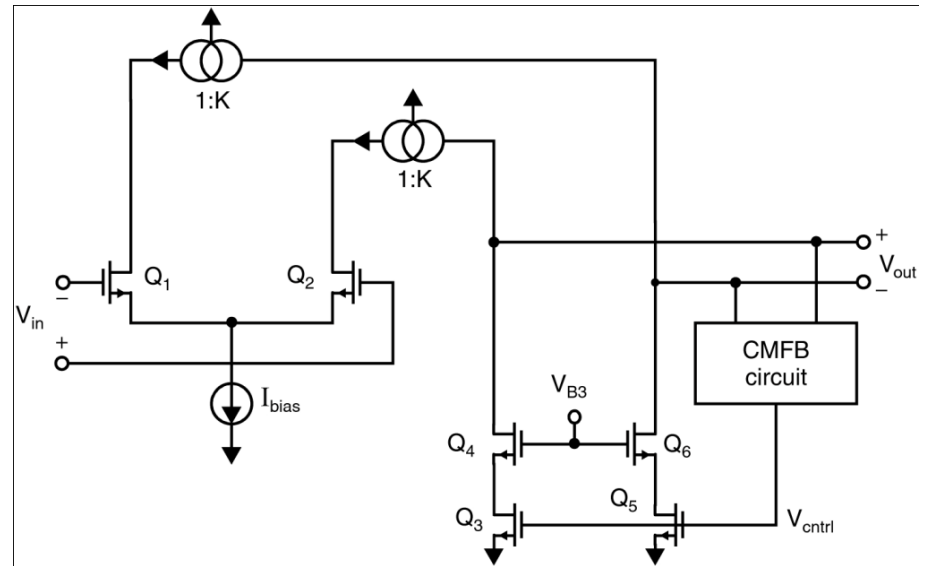 1:K
1:K
Q1
Q2
−
Vin
+
Ibias
+
Vout
−
CMFB
circuit
VB3
Q4
Q6
Q3
Q5
Vcntrl